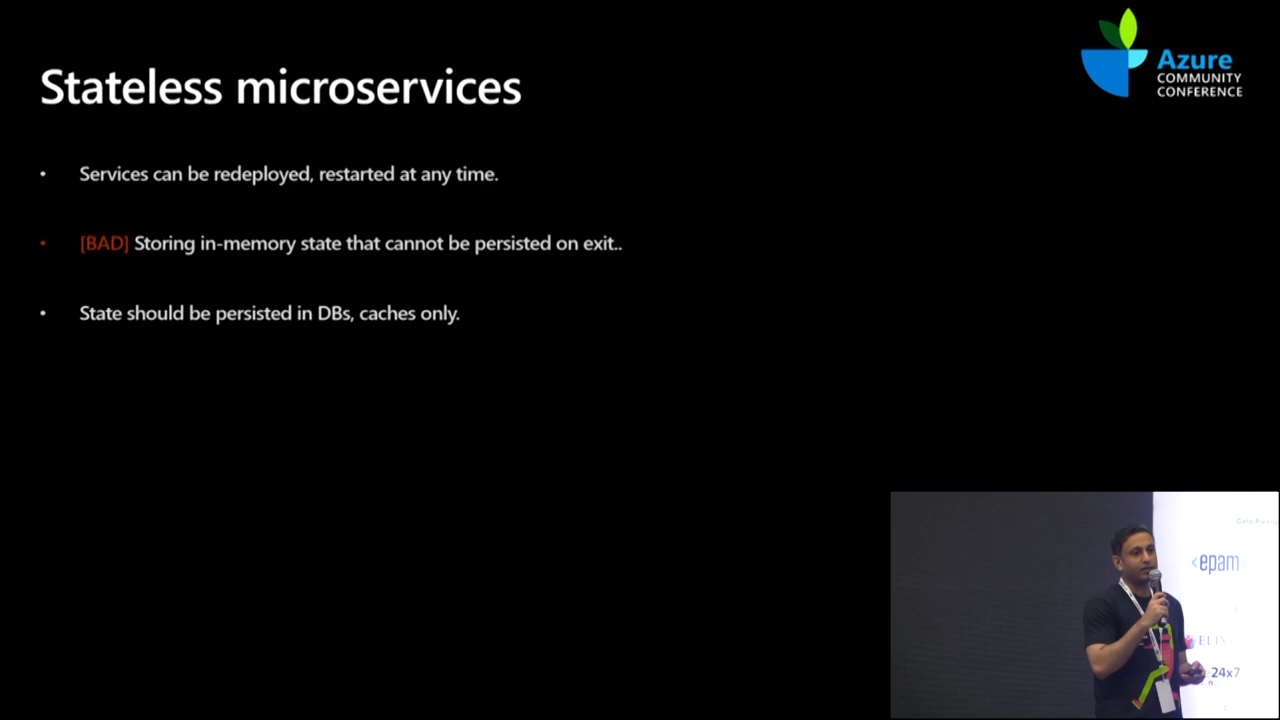 Stateless microservices
Azure
COMMUNITY
CONFERENCE
• Services can be redeployed, restarted at any time.
• [BAD] Storing in-memory state that cannot be persisted on exit..
• State should be persisted in DBs, caches only.
<epam
24x7